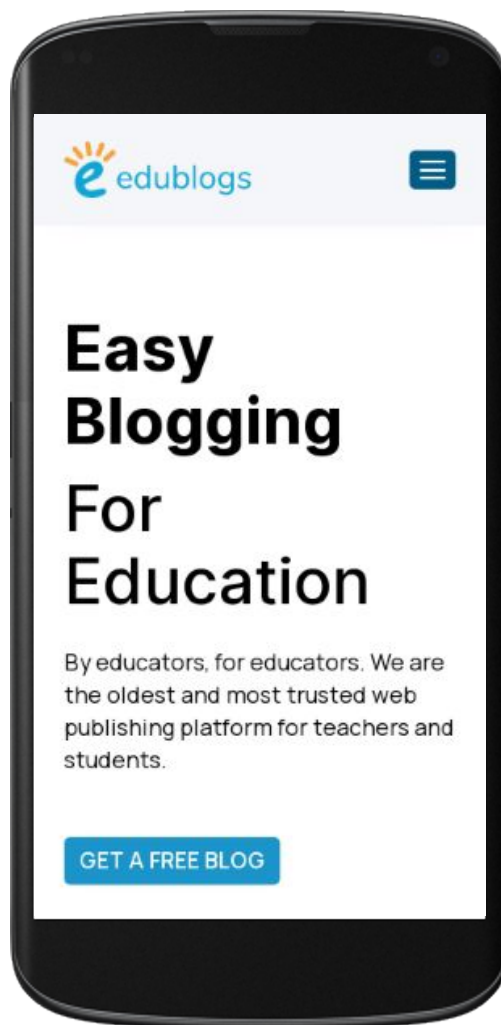 edublogs
Easy
Blogging
For
Education
By educators, for educators. We are
the oldest and most trusted web
publishing platform for teachers and
students.
GET A FREE BLOG